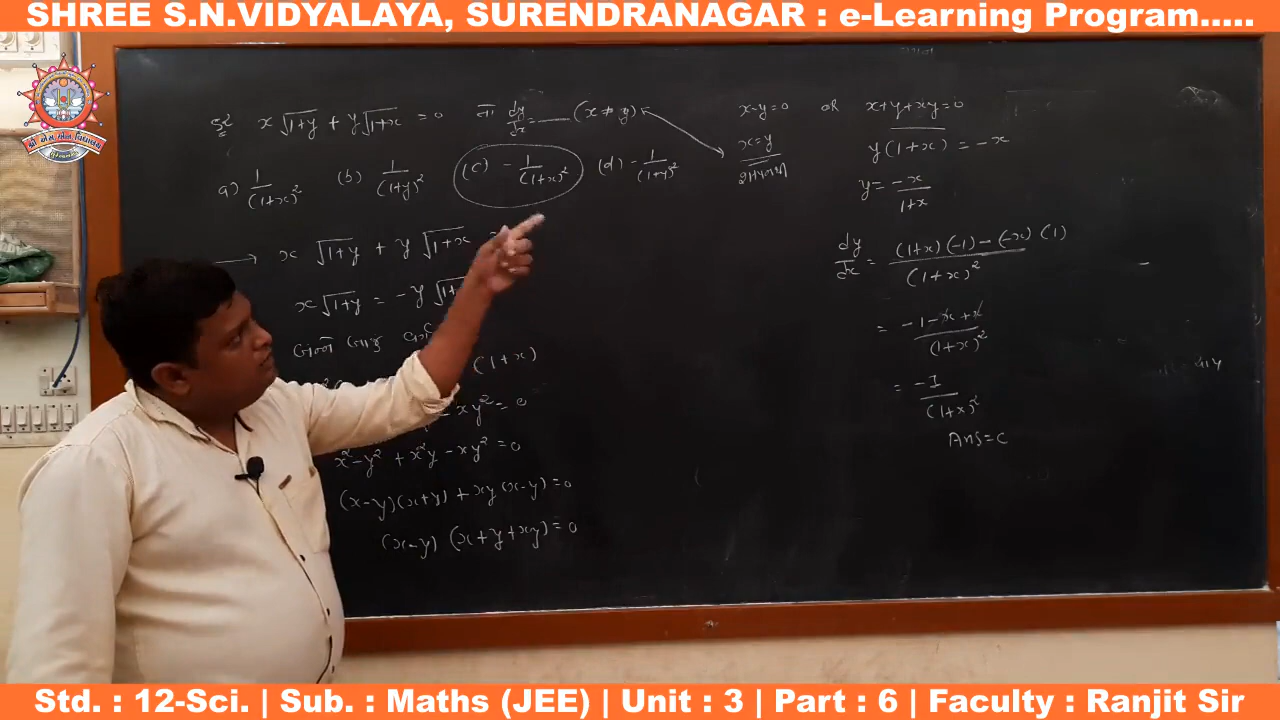 SHREE S.N.VIDYALAYA, SURENDRANAGAR : e-Learning Program.....
x √(1+y) + y √(1+x) = 0 dy/dx = ___ (x ≠ y)
a) 1/(1+x)² (b) 1/(1+y)² (c) - 1/(1+x)² (d) - 1/(1+y)²
→ x √(1+y) + y √(1+x)
x √(1+y) = -y
(1+x)
xy² = 0
x² - y² + x²y - xy² = 0
(x-y)(x+y) + xy (x-y) = 0
(x-y) (x+y+xy) = 0
x-y=0 or x+y+xy=0
x=y
y(1+x) = -x
y = -x/(1+x)
dy/dx = ((1+x)(-1) - (-x)(1))/(1+x)²
= (-1-x+x)/(1+x)²
= -1/(1+x)²
Ans = C
Std. : 12-Sci. | Sub. : Maths (JEE) | Unit : 3 | Part : 6 | Faculty : Ranjit Sir